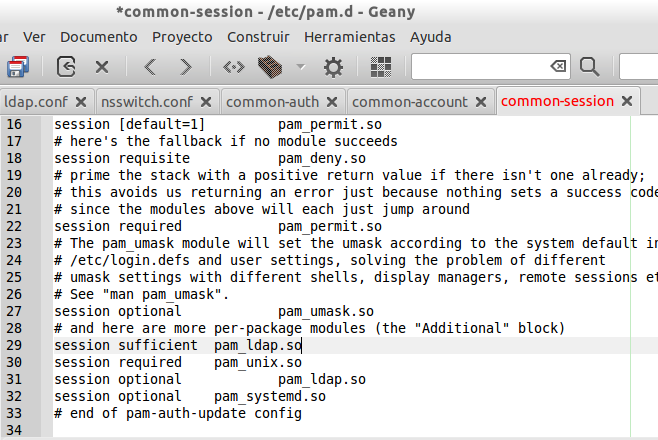 *common-session - /etc/pam.d - Geany
ar Ver Documento Proyecto Construir Herramientas Ayuda
ldap.conf nsswitch.conf common-auth common-account common-session
16 session [default=1] pam_permit.so
17 # here's the fallback if no module succeeds
18 session requisite pam_deny.so
19 # prime the stack with a positive return value if there isn't one already;
20 # this avoids us returning an error just because nothing sets a success code
21 # since the modules above will each just jump around
22 session required pam_permit.so
23 # The pam_umask module will set the umask according to the system default in
24 # /etc/login.defs and user settings, solving the problem of different
25 # umask settings with different shells, display managers, remote sessions et
26 # See "man pam_umask".
27 session optional pam_umask.so
28 # and here are more per-package modules (the "Additional" block)
29 session sufficient pam_ldap.so
30 session required pam_unix.so
31 session optional pam_ldap.so
32 session optional pam_systemd.so
33 # end of pam-auth-update config
34